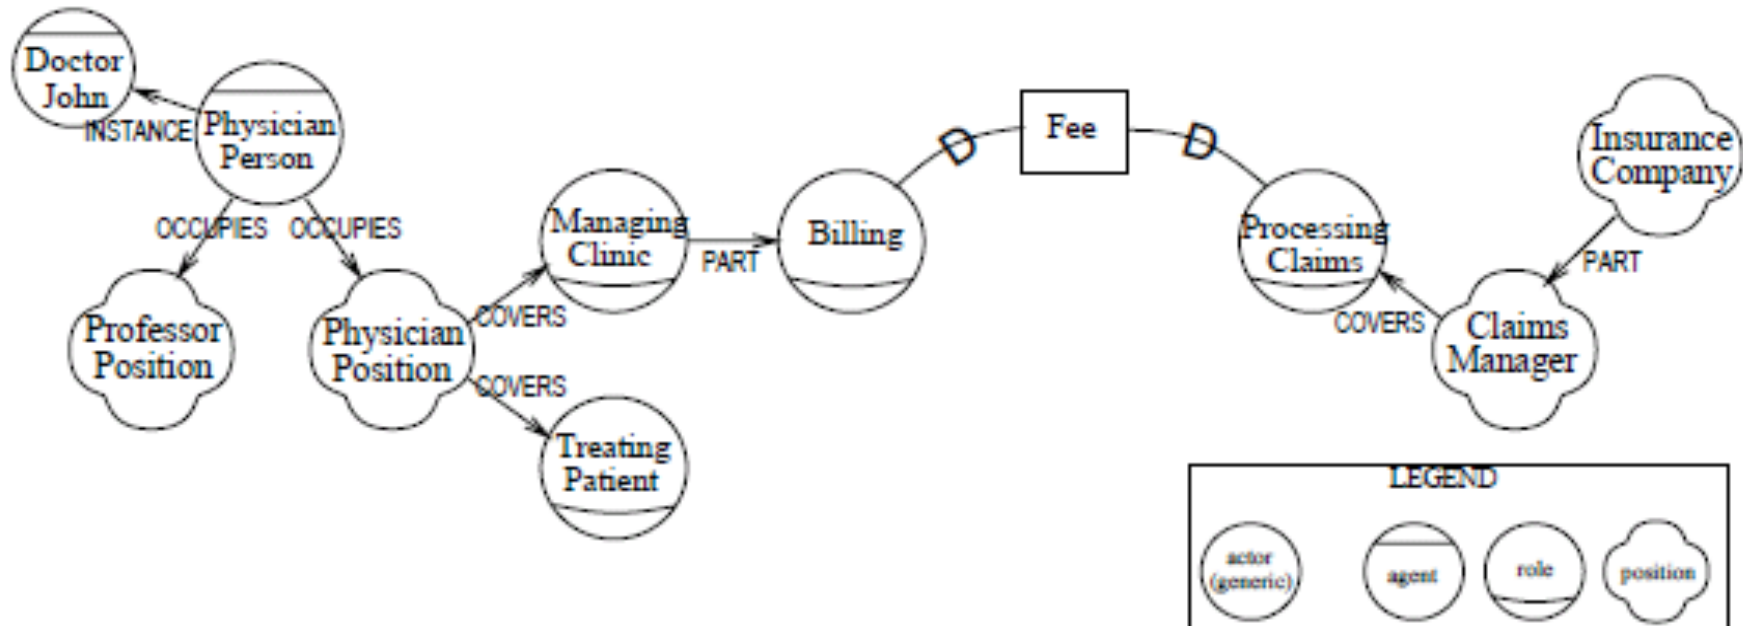 Doctor
John
INSTANCE
Physician
Person
OCCUPIES
OCCUPIES
Professor
Position
Physician
Position
COVERS
COVERS
Managing
Clinic
PART
Treating
Patient
Billing
D
Fee
D
Processing
Claims
COVERS
Claims
Manager
PART
Insurance
Company
LEGEND
actor
(generic)
agent
role
position